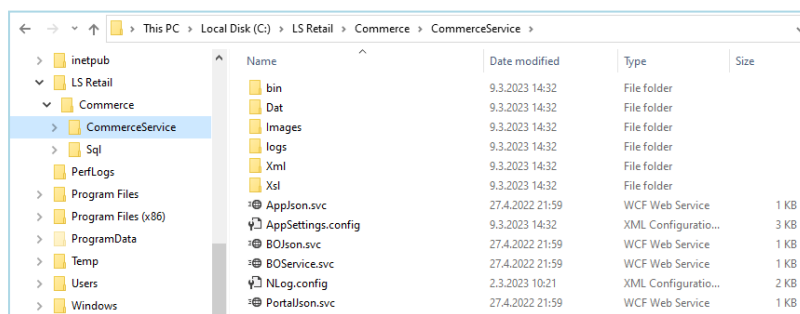 This PC > Local Disk (C:) > LS Retail > Commerce > CommerceService >
inetpub
LS Retail
Commerce
CommerceService
Sql
PerfLogs
Program Files
Program Files (x86)
ProgramData
Temp
Users
Windows
Name Date modified Type Size
bin 9.3.2023 14:32 File folder
Dat 9.3.2023 14:32 File folder
Images 9.3.2023 14:32 File folder
logs 9.3.2023 14:32 File folder
Xml 9.3.2023 14:32 File folder
Xsl 9.3.2023 14:32 File folder
AppJson.svc 27.4.2022 21:59 WCF Web Service 1 KB
AppSettings.config 9.3.2023 14:32 XML Configuratio... 3 KB
BOJson.svc 27.4.2022 21:59 WCF Web Service 1 KB
BOService.svc 27.4.2022 21:59 WCF Web Service 1 KB
NLog.config 2.3.2023 10:21 XML Configuratio... 2 KB
PortalJson.svc 27.4.2022 21:59 WCF Web Service 1 KB